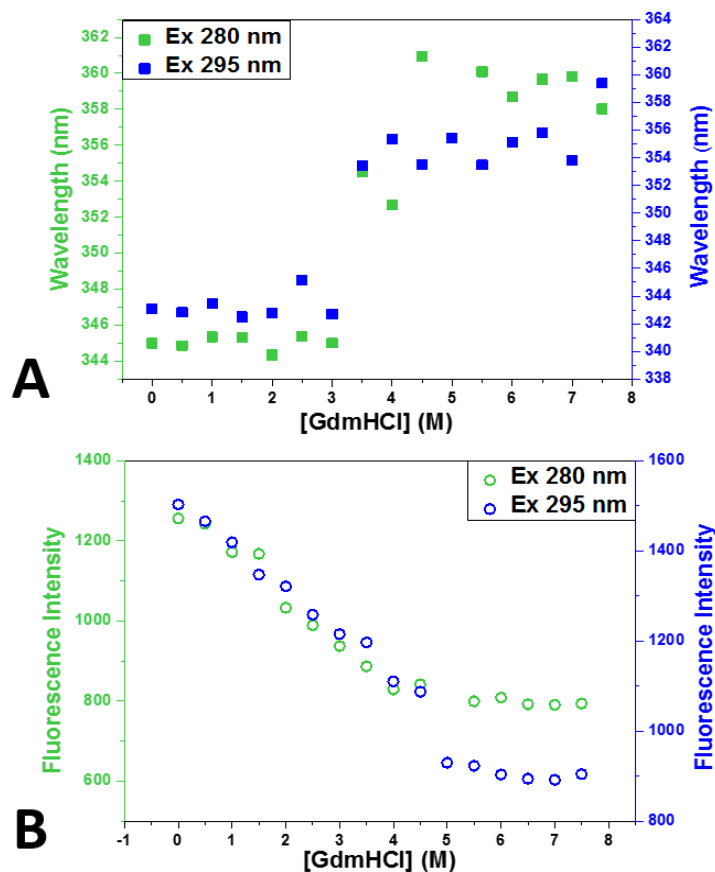 Ex 280 nm
Ex 295 nm
Wavelength (nm)
362
360
358
356
354
352
350
348
346
344
364
362
360
358
356
354
352
350
348
346
344
342
340
338
Wavelength (nm)
0 1 2 3 4 5 6 7 8
[GdmHCl] (M)
A
Ex 280 nm
Ex 295 nm
Fluorescence Intensity
1400
1200
1000
800
600
1600
1400
1200
1000
800
Fluorescence Intensity
-1 0 1 2 3 4 5 6 7 8
[GdmHCl] (M)
B